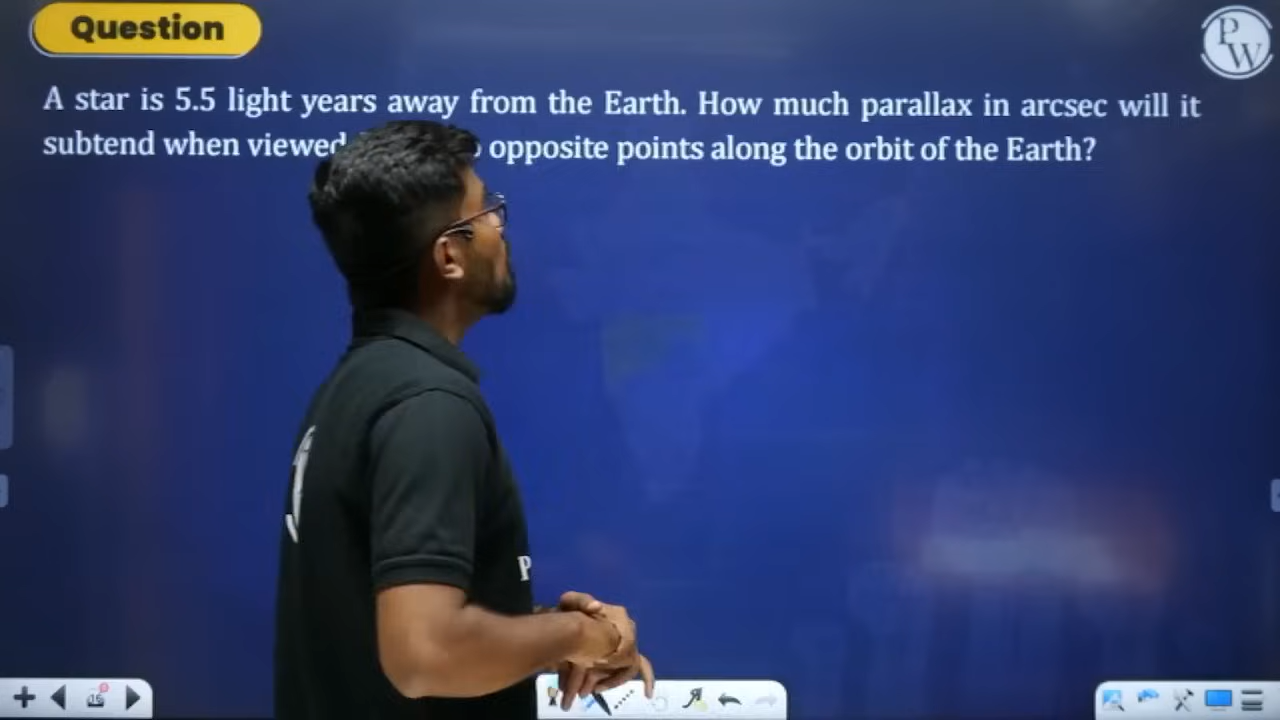 Question
P
W
A star is 5.5 light years away from the Earth. How much parallax in arcsec will it
subtend when viewed opposite points along the orbit of the Earth?
P